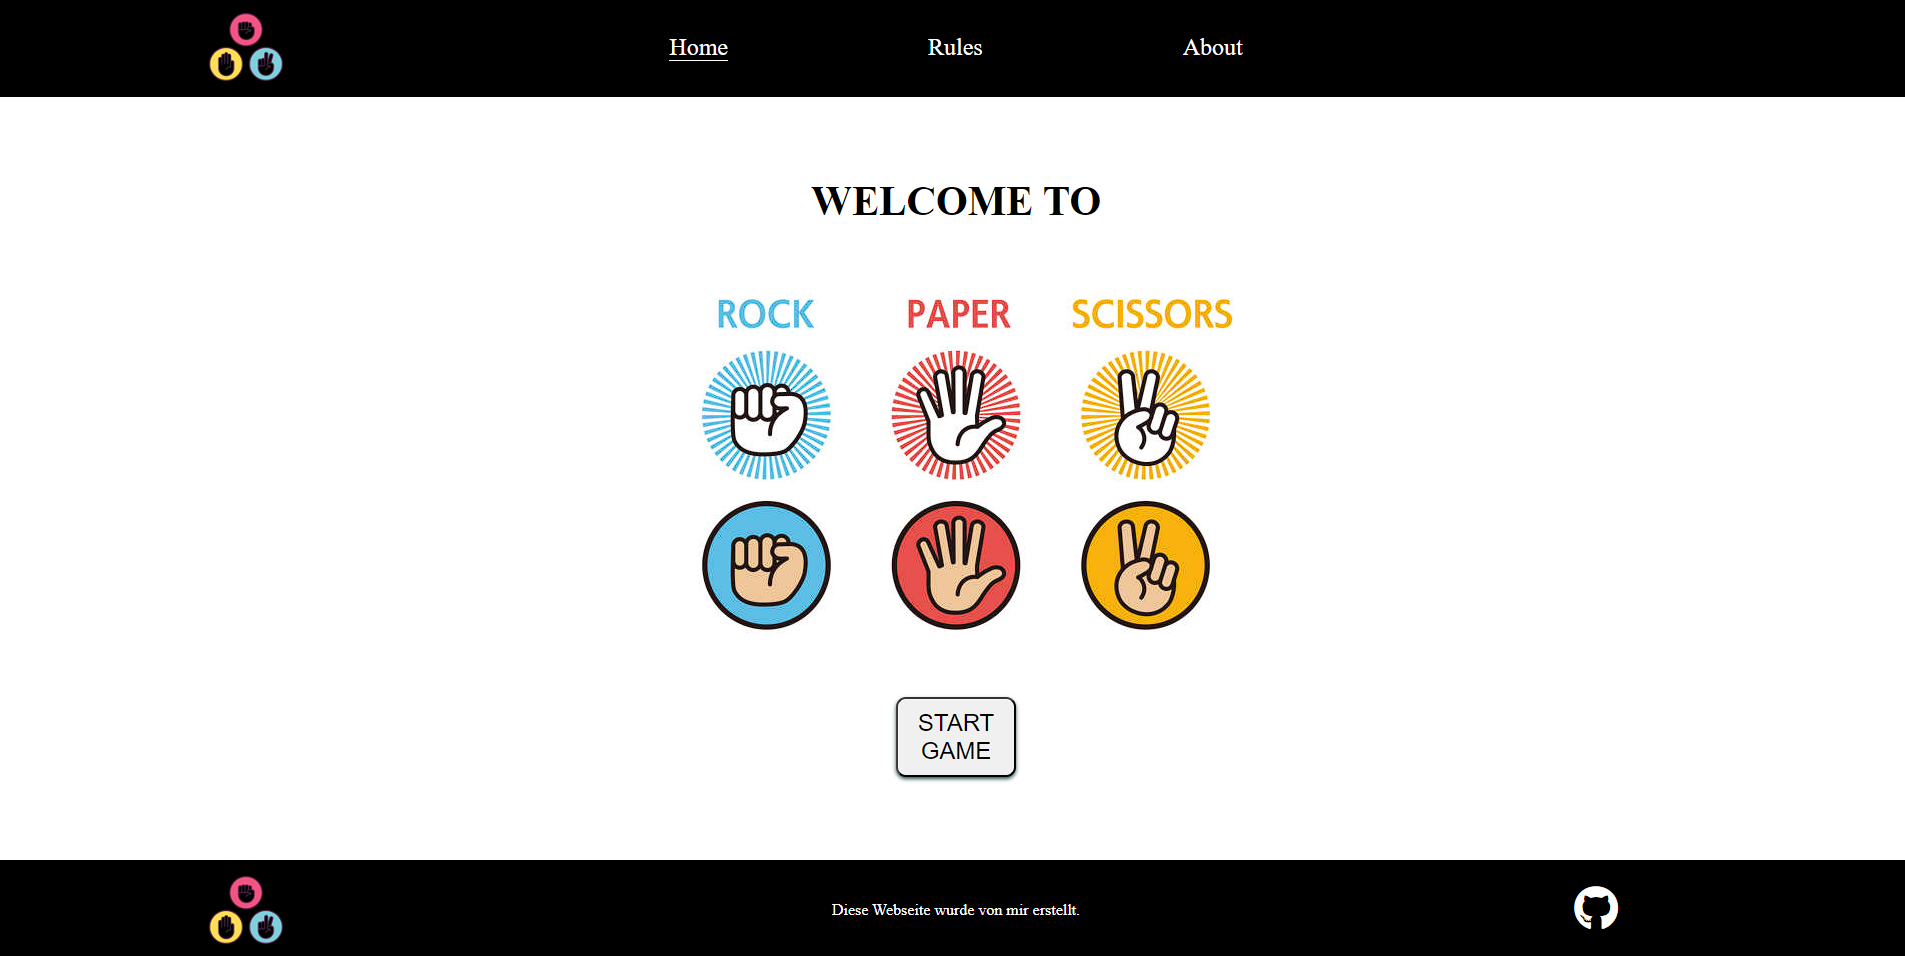 Home Rules About
WELCOME TO
ROCK PAPER SCISSORS
START
GAME
Diese Webseite wurde von mir erstellt.